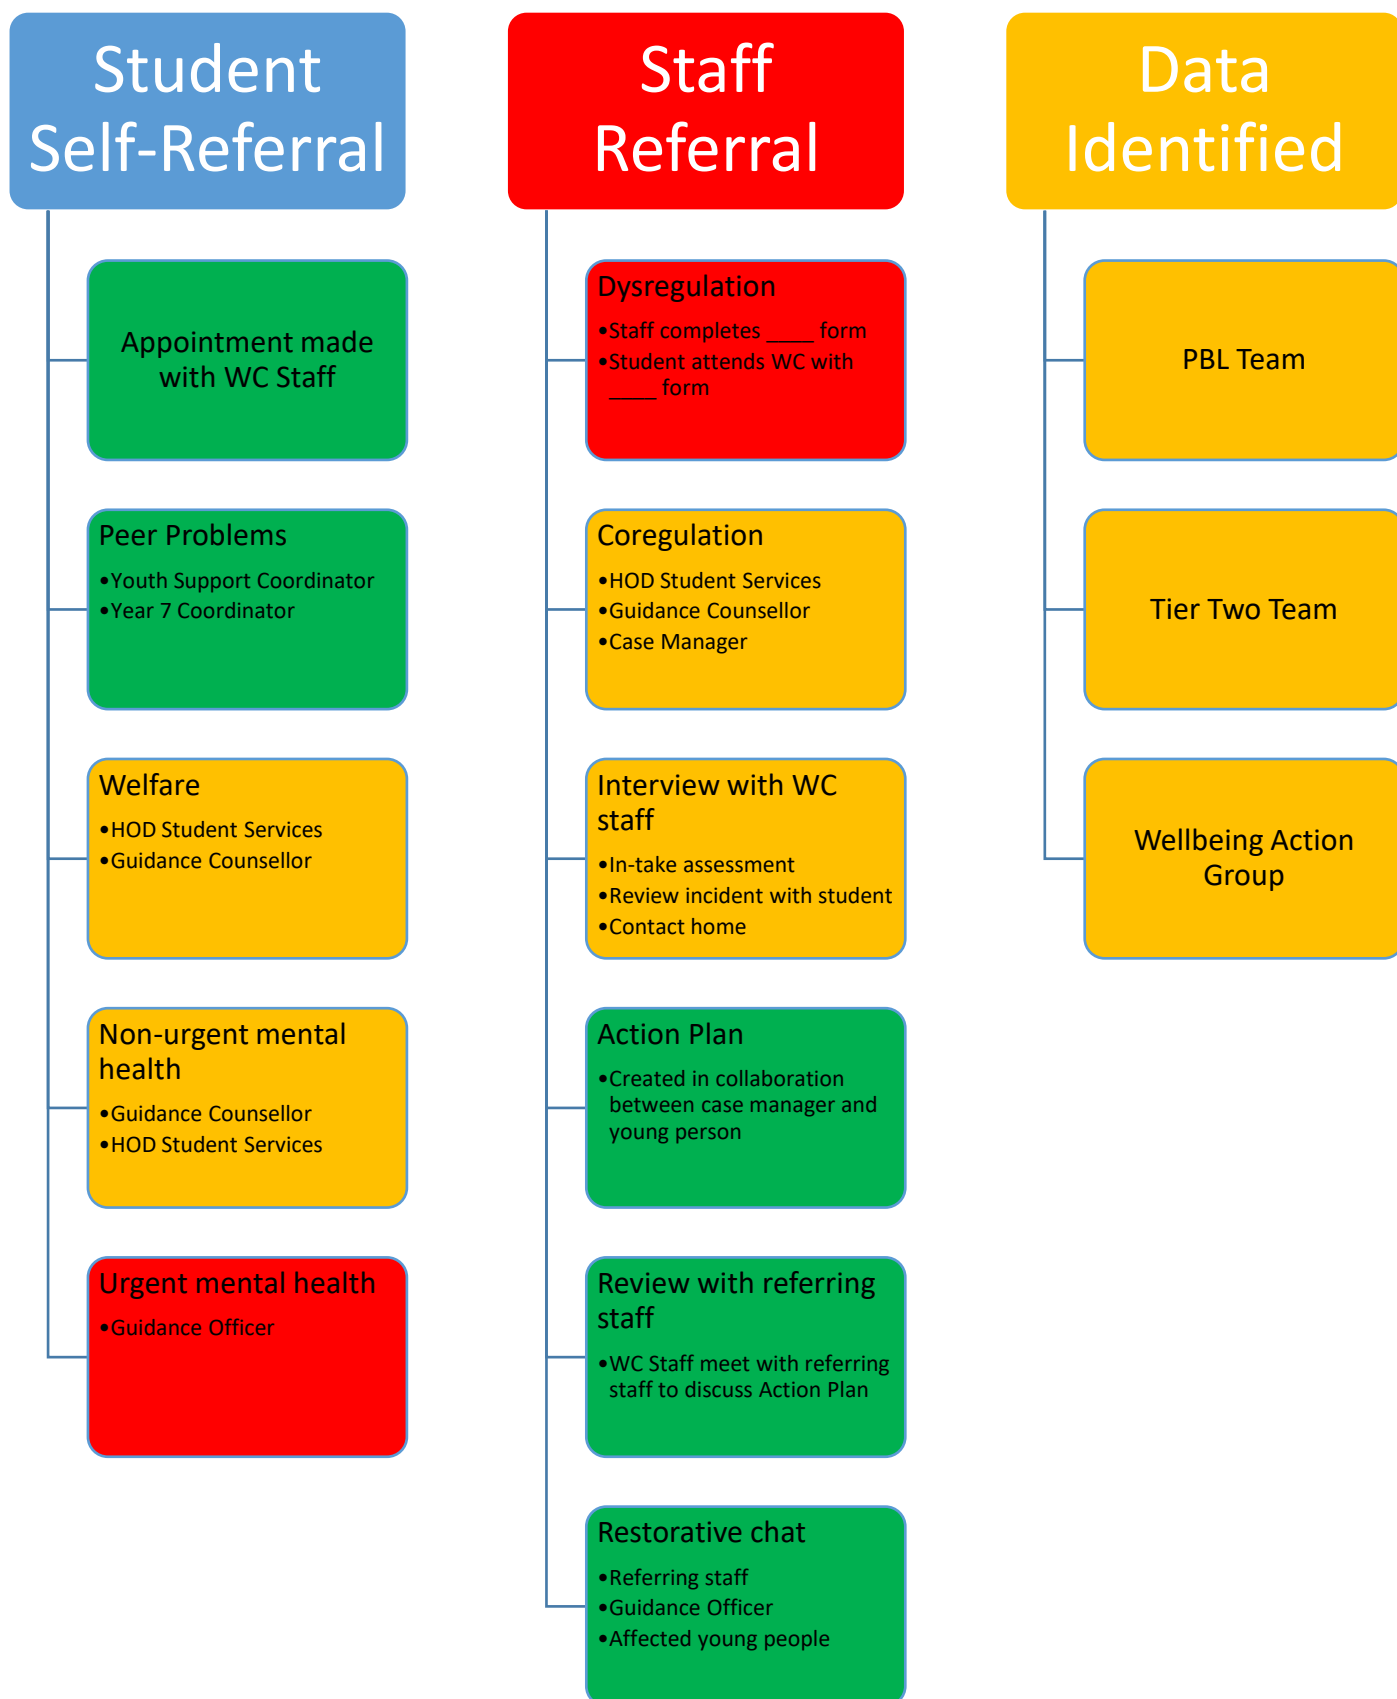 Student
Self-Referral
Appointment made
with WC Staff
Peer Problems
•Youth Support Coordinator
•Year 7 Coordinator
Welfare
•HOD Student Services
•Guidance Counsellor
Non-urgent mental
health
•Guidance Counsellor
•HOD Student Services
Urgent mental health
•Guidance Officer
Staff
Referral
Dysregulation
•Staff completes ____ form
•Student attends WC with
____ form
Coregulation
•HOD Student Services
•Guidance Counsellor
•Case Manager
Interview with WC
staff
•In-take assessment
•Review incident with student
•Contact home
Action Plan
•Created in collaboration
between case manager and
young person
Review with referring
staff
•WC Staff meet with referring
staff to discuss Action Plan
Restorative chat
•Referring staff
•Guidance Officer
•Affected young people
Data
Identified
PBL Team
Tier Two Team
Wellbeing Action
Group